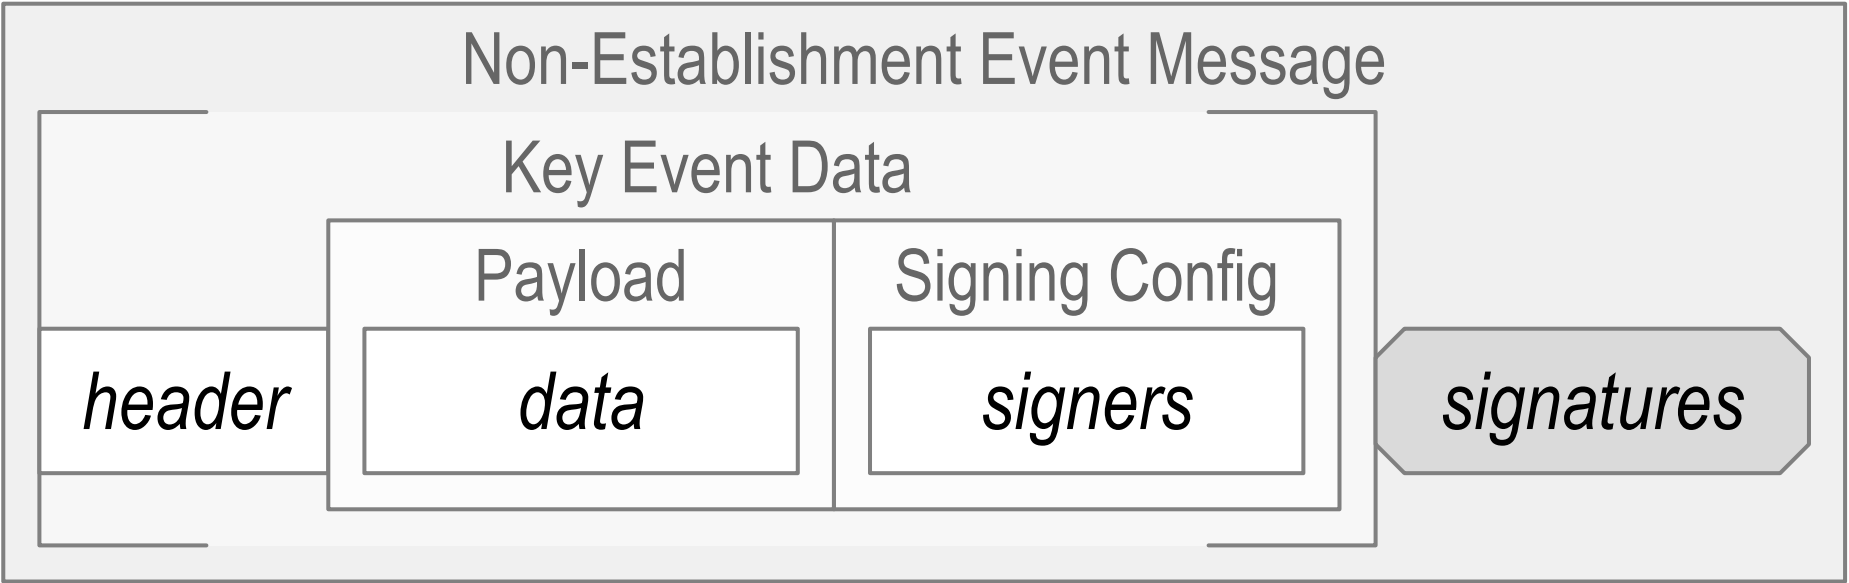 Non-Establishment Event Message
Key Event Data
Payload
Signing Config
header
data
signers
signatures